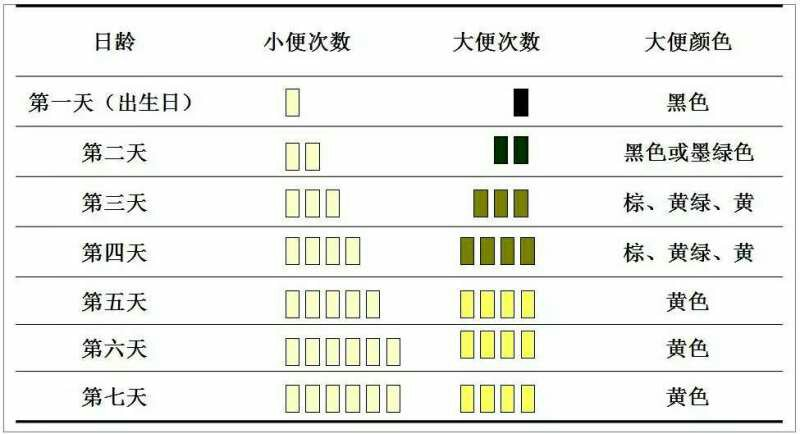 日龄 小便次数 大便次数 大便颜色
第一天（出生日） 黑色
第二天 黑色或墨绿色
第三天 棕、黄绿、黄
第四天 棕、黄绿、黄
第五天 黄色
第六天 黄色
第七天 黄色